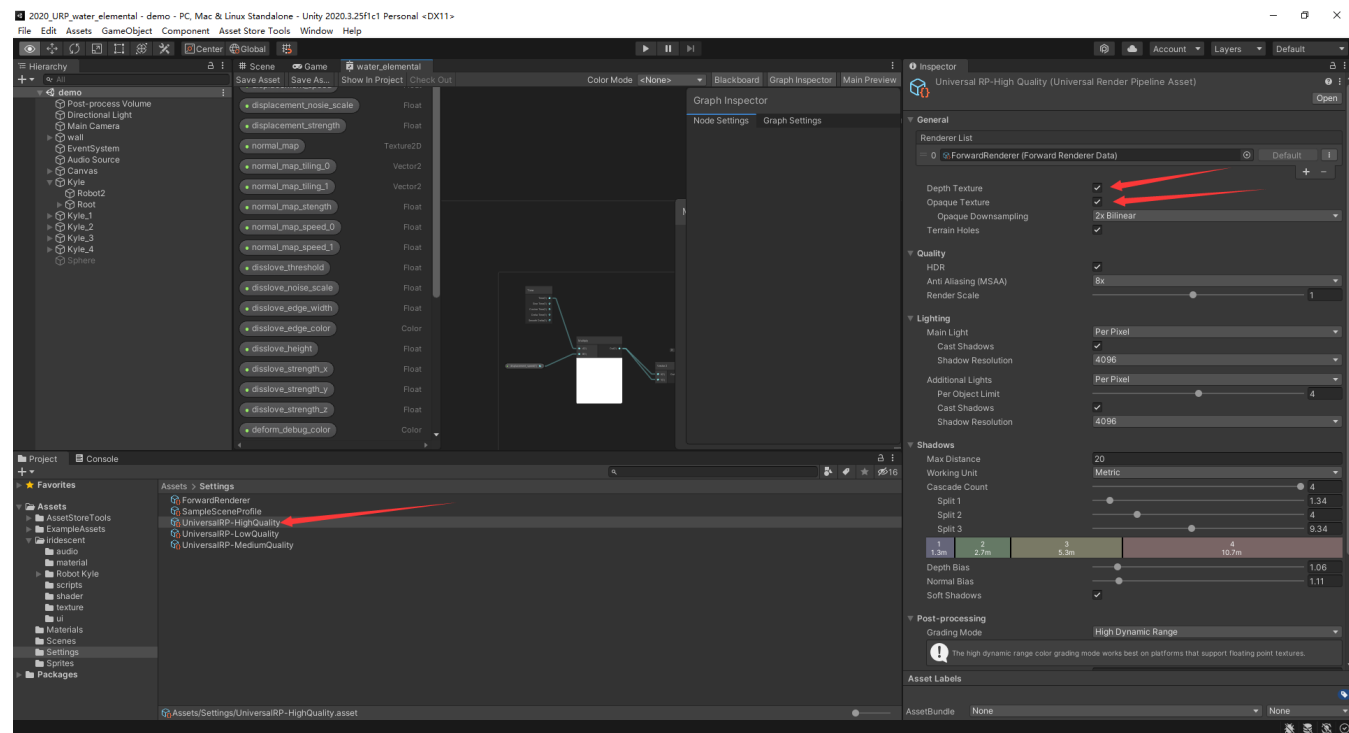 2020_URP_water_elemental - demo - PC, Mac & Linux Standalone - Unity 2020.3.25f1c1 Personal <DX11>
File Edit Assets GameObject Component Asset Store Tools Window Help
Center Global Account Layers Default
Hierarchy
All
demo
Post-process Volume
Directional Light
Main Camera
wall
EventSystem
Audio Source
Canvas
Kyle
Robot2
Root
Kyle_1
Kyle_2
Kyle_3
Kyle_4
Sphere
Scene Game water_elemental
Save Asset Save As... Show In Project Check Out Color Mode <None> Blackboard Graph Inspector Main Preview
displacement_nosie_scale Float
displacement_strength Float
normal_map Texture2D
normal_map_tiling_0 Vector2
normal_map_tiling_1 Vector2
normal_map_stength Float
normal_map_speed_0 Float
normal_map_speed_1 Float
disslove_threshold Float
disslove_noise_scale Float
disslove_edge_width Float
disslove_edge_color Color
disslove_height Float
disslove_strength_x Float
disslove_strength_y Float
disslove_strength_z Float
deform_debug_color Color
Graph Inspector
Node Settings Graph Settings
Inspector
Universal RP-High Quality (Universal Render Pipeline Asset)
Open
General
Renderer List
0 ForwardRenderer (Forward Renderer Data) Default
+ -
Depth Texture
Opaque Texture
Opaque Downsampling 2x Bilinear
Terrain Holes
Quality
HDR
Anti Aliasing (MSAA) 8x
Render Scale 1
Lighting
Main Light Per Pixel
Cast Shadows
Shadow Resolution 4096
Additional Lights Per Pixel
Per Object Limit 4
Cast Shadows
Shadow Resolution 4096
Shadows
Max Distance 20
Working Unit Metric
Cascade Count 4
Split 1 1.34
Split 2 4
Split 3 9.34
1 2 3 4
1.3m 2.7m 5.3m 10.7m
Depth Bias 1.06
Normal Bias 1.11
Soft Shadows
Post-processing
Grading Mode High Dynamic Range
The high dynamic range color grading mode works best on platforms that support floating point textures.
Asset Labels
AssetBundle None None
Project Console
16
Favorites
Assets
AssetStoreTools
ExampleAssets
iridescent
audio
material
Robot Kyle
scripts
shader
texture
ui
Materials
Scenes
Settings
Sprites
Packages
Assets > Settings
ForwardRenderer
SampleSceneProfile
UniversalRP-HighQuality
UniversalRP-LowQuality
UniversalRP-MediumQuality
Assets/Settings/UniversalRP-HighQuality.asset